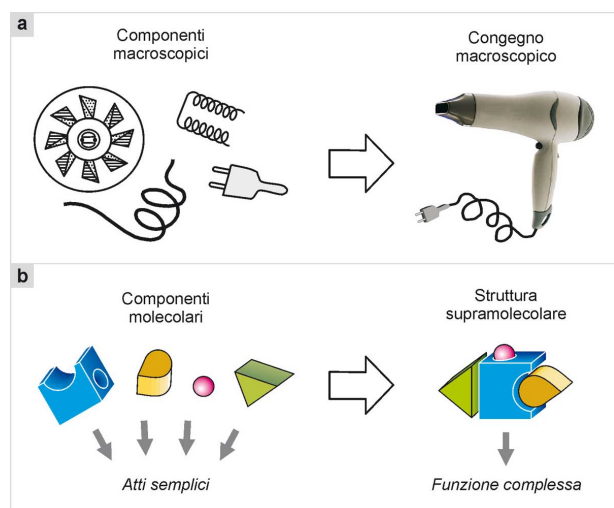 a
Componenti
macroscopici
Congegno
macroscopico
b
Componenti
molecolari
Struttura
supramolecolare
Atti semplici
Funzione complessa